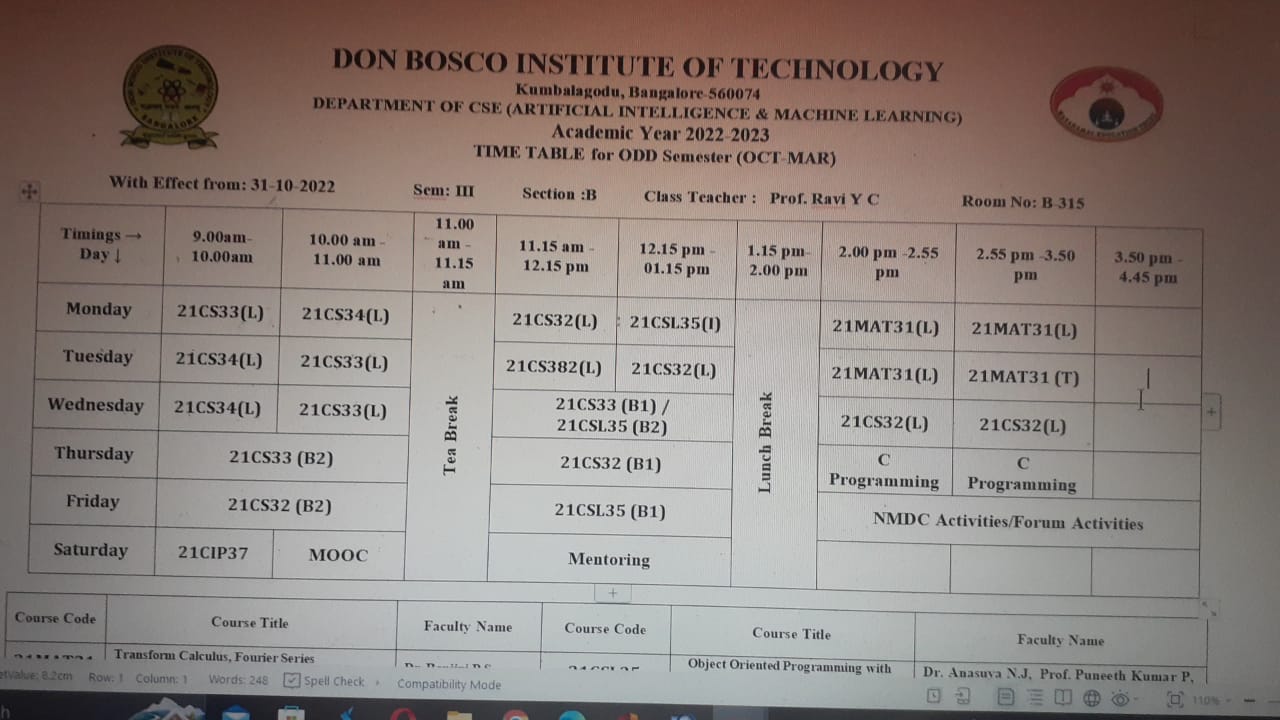 DON BOSCO INSTITUTE OF TECHNOLOGY
Kumbalagodu, Bangalore-560074
DEPARTMENT OF CSE (ARTIFICIAL INTELLIGENCE & MACHINE LEARNING)
Academic Year 2022-2023
TIME TABLE for ODD Semester (OCT-MAR)
With Effect from: 31-10-2022 Sem: III Section :B Class Teacher : Prof. Ravi Y C Room No: B-315
Timings → Day ↓ 9.00am- 10.00am 10.00 am - 11.00 am 11.00 am - 11.15 am 11.15 am - 12.15 pm 12.15 pm - 01.15 pm 1.15 pm- 2.00 pm 2.00 pm -2.55 pm 2.55 pm -3.50 pm 3.50 pm - 4.45 pm
Monday 21CS33(L) 21CS34(L) 21CS32(L) 21CSL35(I) 21MAT31(L) 21MAT31(L)
Tuesday 21CS34(L) 21CS33(L) 21CS382(L) 21CS32(L) 21MAT31(L) 21MAT31 (T)
Wednesday 21CS34(L) 21CS33(L) 21CS33 (B1) / 21CSL35 (B2) 21CS32(L) 21CS32(L)
Tea Break
Lunch Break
Thursday 21CS33 (B2) 21CS32 (B1) C Programming C Programming
Friday 21CS32 (B2) 21CSL35 (B1) NMDC Activities/Forum Activities
Saturday 21CIP37 MOOC Mentoring
Course Code Course Title Faculty Name Course Code Course Title Faculty Name
Transform Calculus, Fourier Series Object Oriented Programming with Dr. Anasuya N.J, Prof. Puneeth Kumar P,
8.2cm Row: 1 Column: 1 Words: 248 Spell Check Compatibility Mode 110%